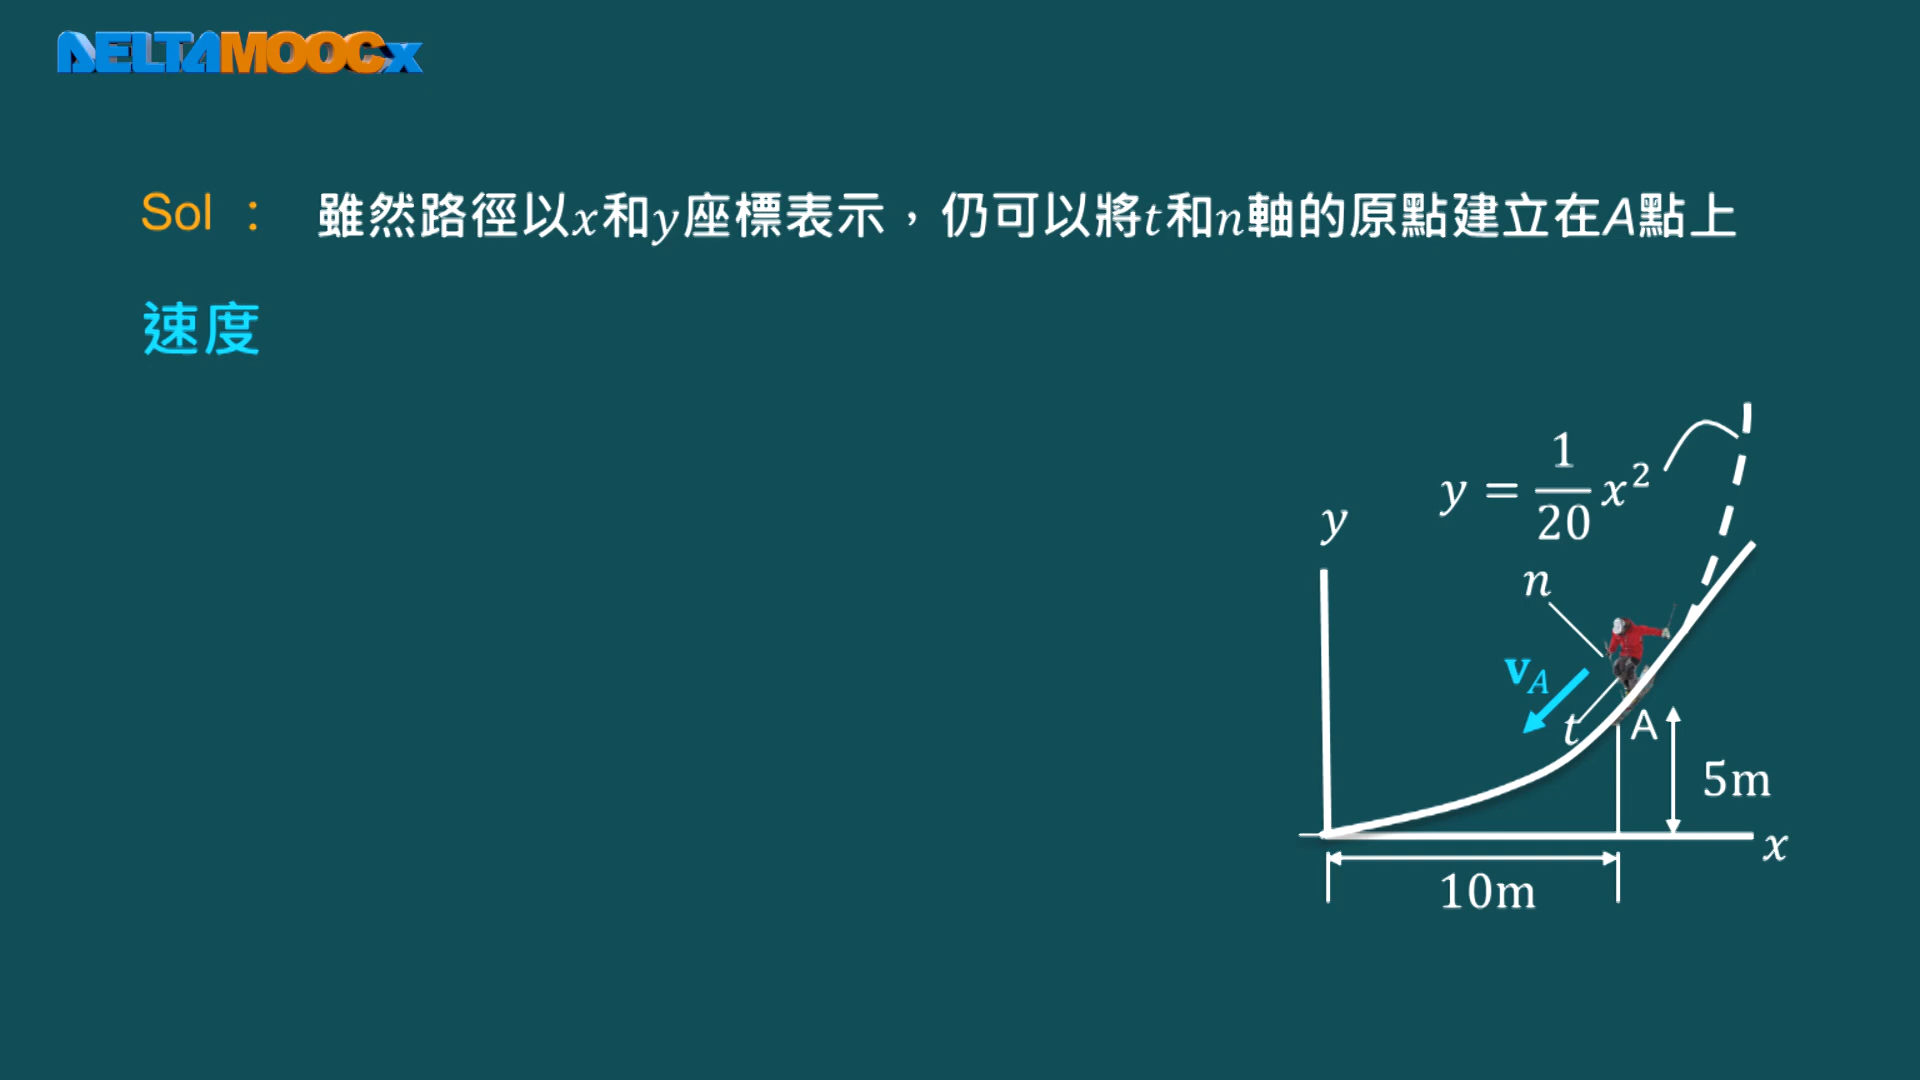 DELTAMOOCx
Sol : 雖然路徑以x和y座標表示，仍可以將t和n軸的原點建立在A點上
速度
y = 1/20 x²
y
n
v_A
t
A
5m
x
10m